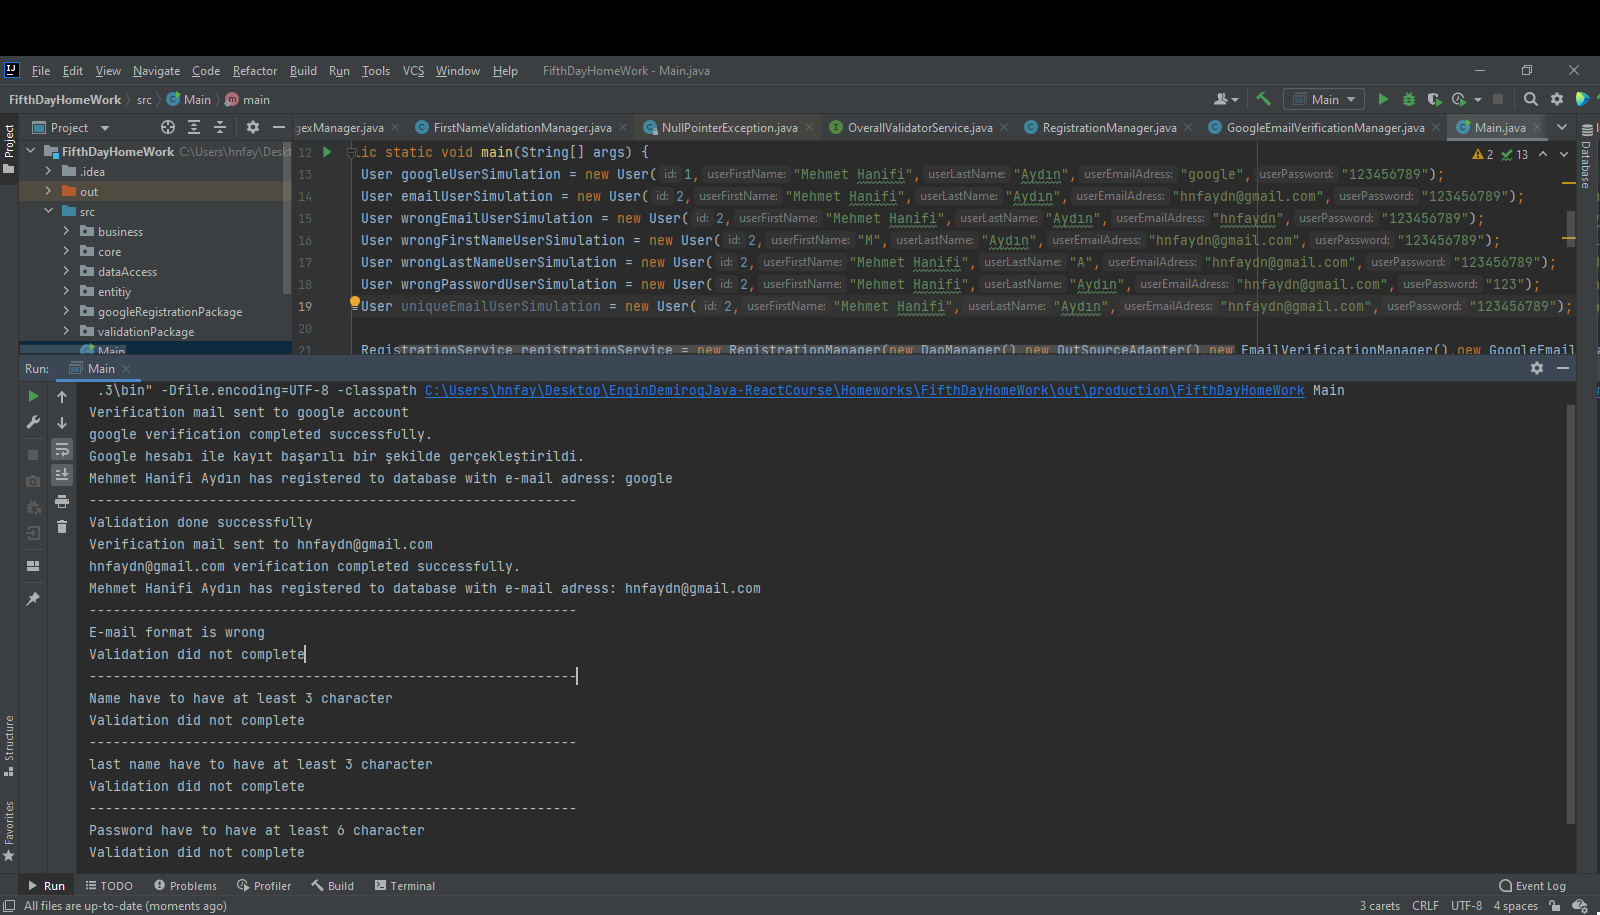 File Edit View Navigate Code Refactor Build Run Tools VCS Window Help FifthDayHomeWork - Main.java
FifthDayHomeWork src Main main
Main
Project
gexManager.java FirstNameValidationManager.java NullPointerException.java OverallValidatorService.java RegistrationManager.java GoogleEmailVerificationManager.java Main.java
Project
Database
FifthDayHomeWork C:\Users\hnfay\Deskt
.idea
out
src
business
core
dataAccess
entitiy
googleRegistrationPackage
validationPackage
Main
2 13
12 lic static void main(String[] args) {
13 User googleUserSimulation = new User( id: 1, userFirstName: "Mehmet Hanifi", userLastName: "Aydın", userEmailAdress: "google", userPassword: "123456789");
14 User emailUserSimulation = new User( id: 2, userFirstName: "Mehmet Hanifi", userLastName: "Aydın", userEmailAdress: "hnfaydn@gmail.com", userPassword: "123456789");
15 User wrongEmailUserSimulation = new User( id: 2, userFirstName: "Mehmet Hanifi", userLastName: "Aydın", userEmailAdress: "hnfaydn", userPassword: "123456789");
16 User wrongFirstNameUserSimulation = new User( id: 2, userFirstName: "M", userLastName: "Aydın", userEmailAdress: "hnfaydn@gmail.com", userPassword: "123456789");
17 User wrongLastNameUserSimulation = new User( id: 2, userFirstName: "Mehmet Hanifi", userLastName: "A", userEmailAdress: "hnfaydn@gmail.com", userPassword: "123456789");
18 User wrongPasswordUserSimulation = new User( id: 2, userFirstName: "Mehmet Hanifi", userLastName: "Aydın", userEmailAdress: "hnfaydn@gmail.com", userPassword: "123");
19 User uniqueEmailUserSimulation = new User( id: 2, userFirstName: "Mehmet Hanifi", userLastName: "Aydın", userEmailAdress: "hnfaydn@gmail.com", userPassword: "123456789");
20
21 RegistrationService registrationService = new RegistrationManager(new DaoManager(),new OutSourceAdapter(),new EmailVerificationManager(),new GoogleEmail
Run: Main
.3\bin" -Dfile.encoding=UTF-8 -classpath C:\Users\hnfay\Desktop\EnginDemirogJava-ReactCourse\Homeworks\FifthDayHomeWork\out\production\FifthDayHomeWork Main
Verification mail sent to google account
google verification completed successfully.
Google hesabı ile kayıt başarılı bir şekilde gerçekleştirildi.
Mehmet Hanifi Aydın has registered to database with e-mail adress: google
-------------------------------------------------------------
Validation done successfully
Verification mail sent to hnfaydn@gmail.com
hnfaydn@gmail.com verification completed successfully.
Mehmet Hanifi Aydın has registered to database with e-mail adress: hnfaydn@gmail.com
-------------------------------------------------------------
E-mail format is wrong
Validation did not complete
-------------------------------------------------------------
Name have to have at least 3 character
Validation did not complete
-------------------------------------------------------------
last name have to have at least 3 character
Validation did not complete
-------------------------------------------------------------
Password have to have at least 6 character
Validation did not complete
Structure
Favorites
Run TODO Problems Profiler Build Terminal Event Log
All files are up-to-date (moments ago) 3 carets CRLF UTF-8 4 spaces